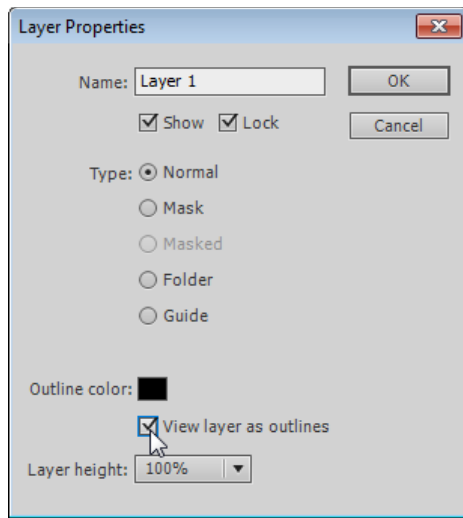 Layer Properties
Name: Layer 1 OK
Show Lock Cancel
Type: Normal
Mask
Masked
Folder
Guide
Outline color:
View layer as outlines
Layer height: 100%